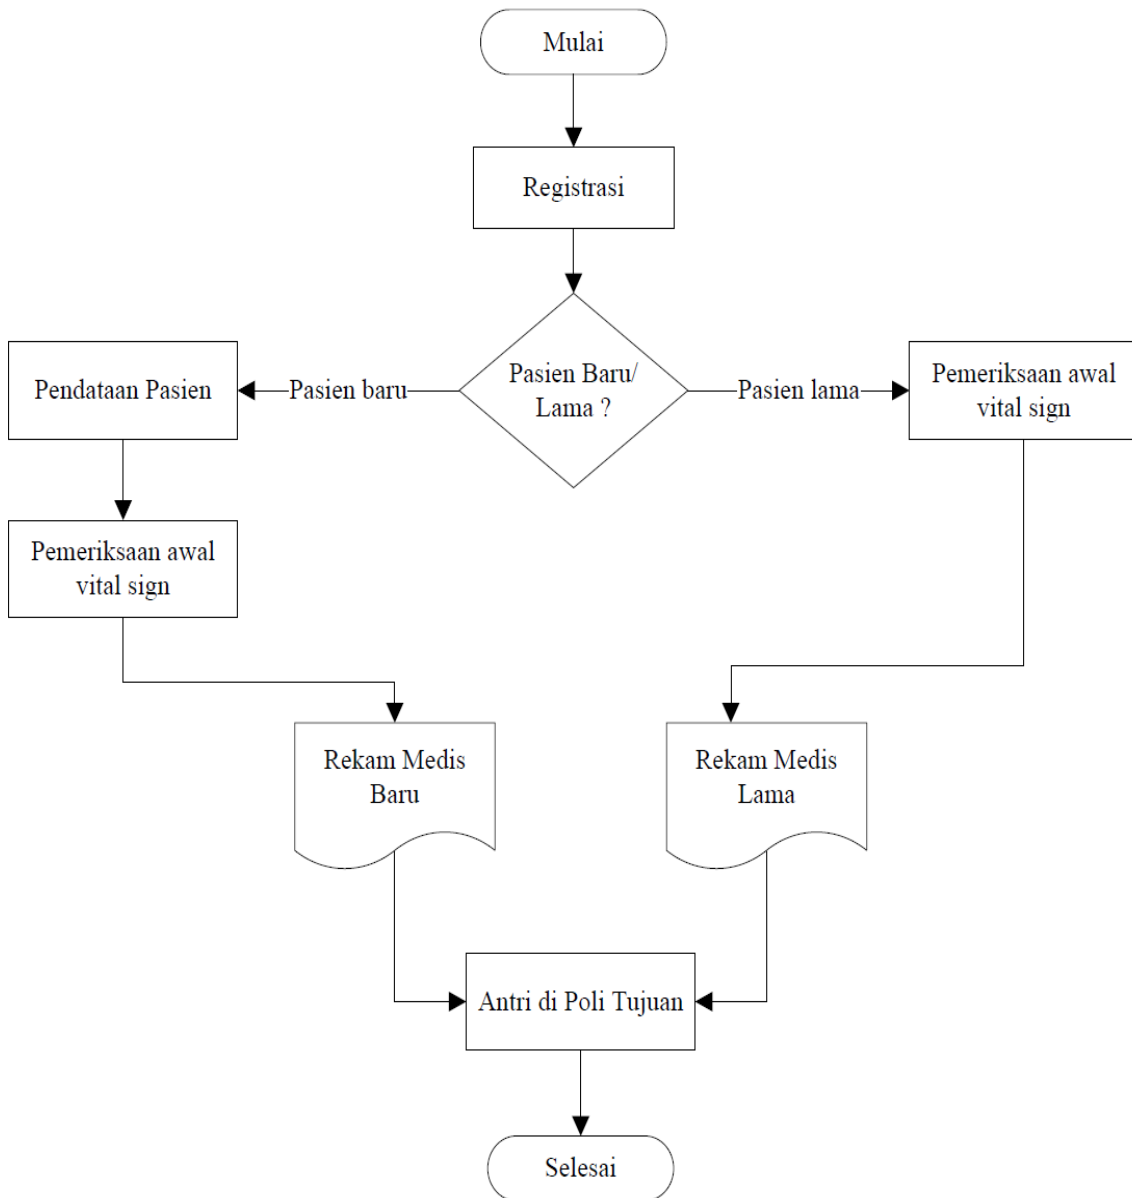 Mulai
Registrasi
Pasien Baru/
Lama ?
Pasien baru
Pasien lama
Pendataan Pasien
Pemeriksaan awal
vital sign
Pemeriksaan awal
vital sign
Rekam Medis
Baru
Rekam Medis
Lama
Antri di Poli Tujuan
Selesai